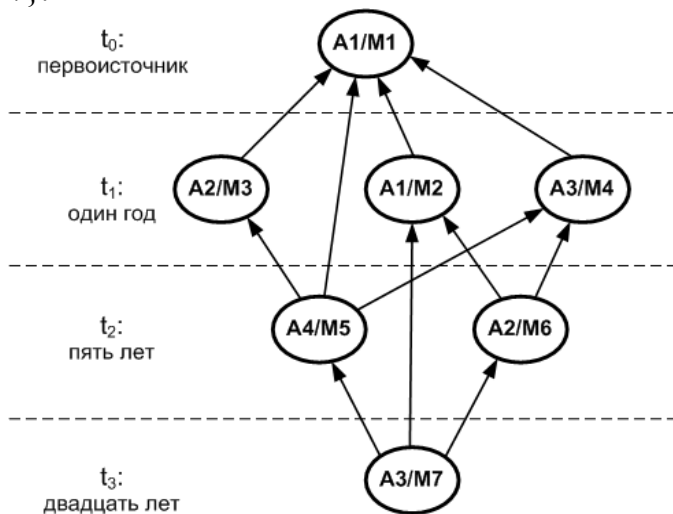 t0:
первоисточник
A1/M1
t1:
один год
A2/M3
A1/M2
A3/M4
t2:
пять лет
A4/M5
A2/M6
t3:
двадцать лет
A3/M7